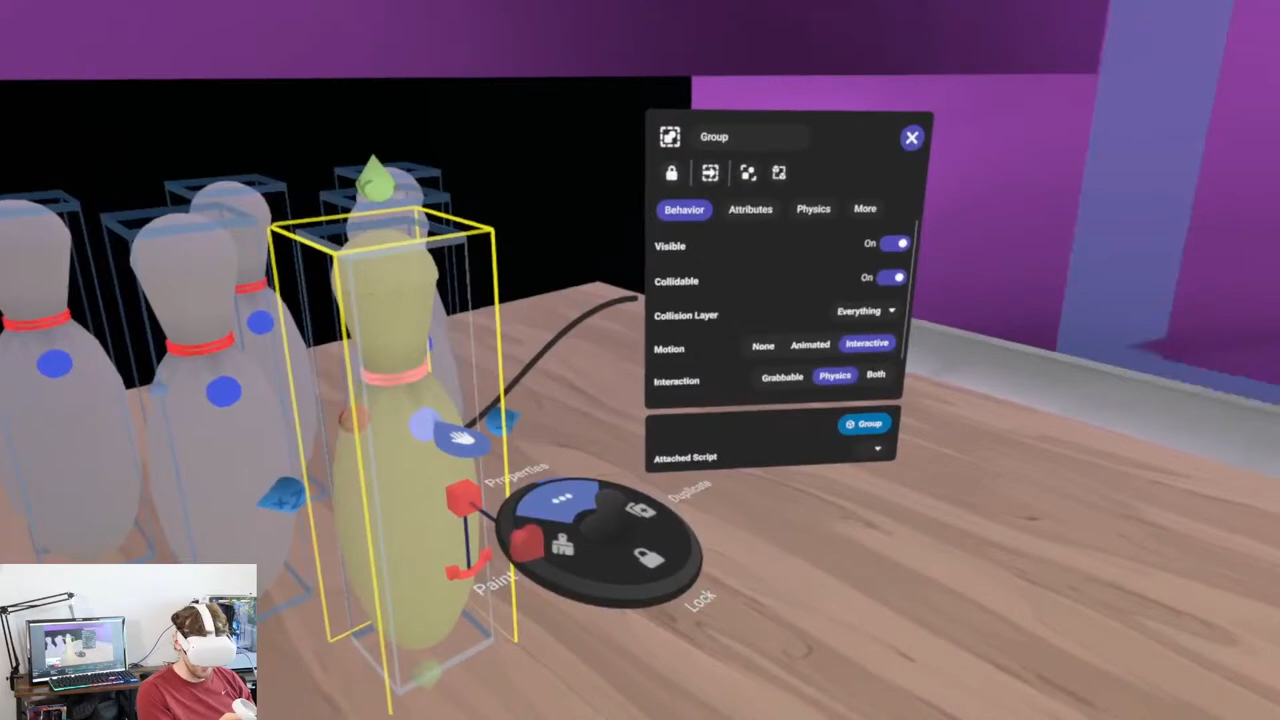 Group
Behavior Attributes Physics More
Visible On
Collidable On
Collision Layer Everything
Motion None Animated Interactive
Interaction Grabbable Physics Both
Group
Attached Script
Properties
Duplicate
Paint
Lock